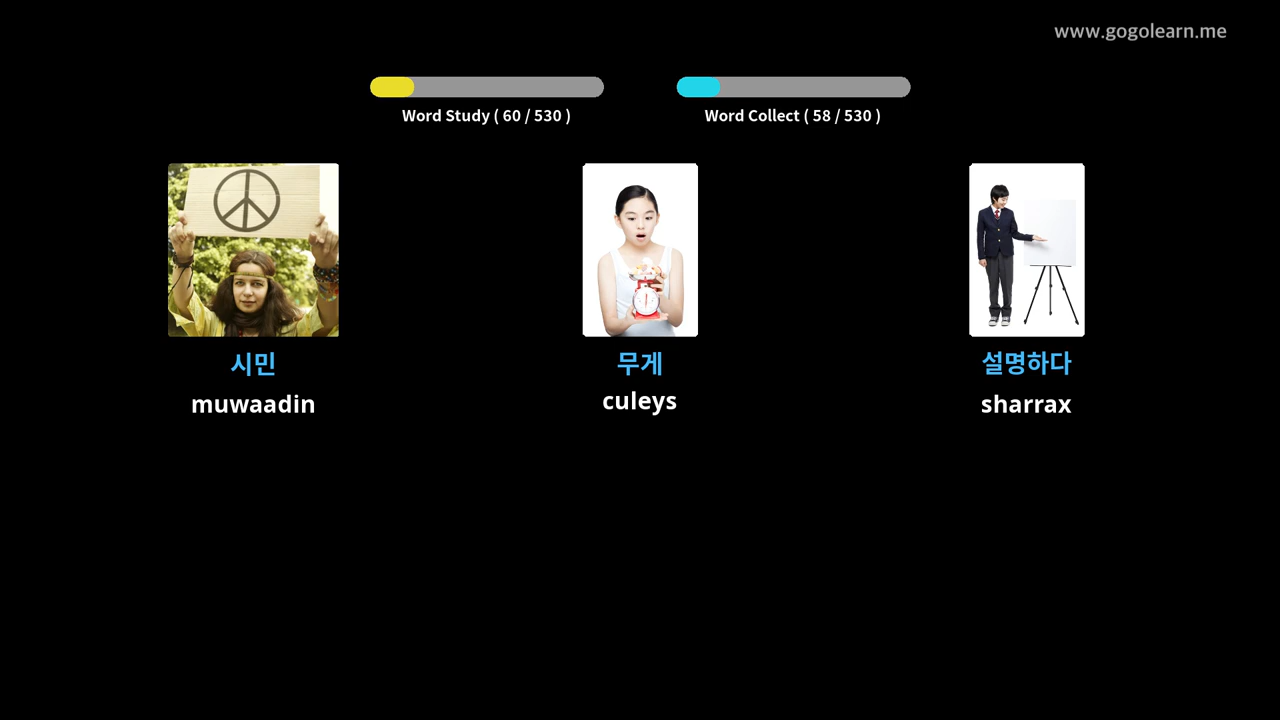 www.gogolearn.me
Word Study ( 60 / 530 )
Word Collect ( 58 / 530 )
시민
무게
설명하다
muwaadin
culeys
sharrax